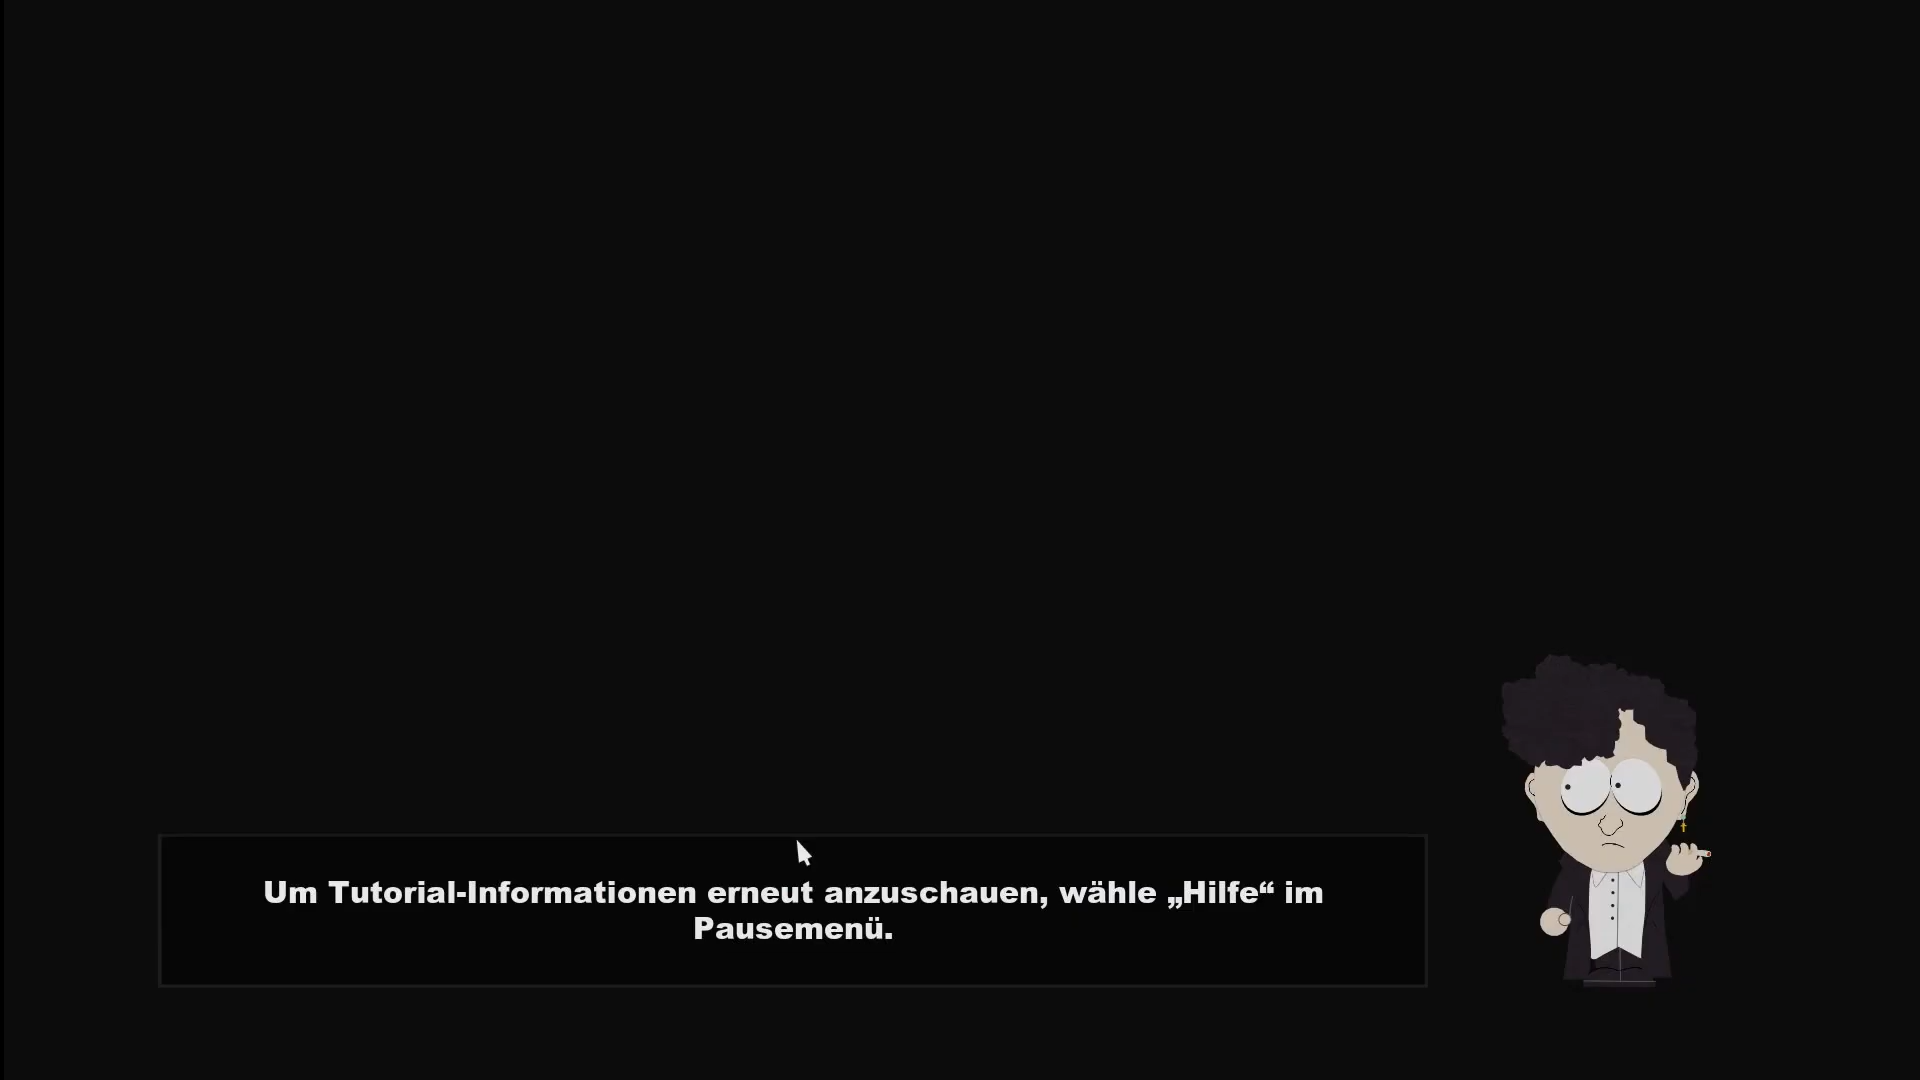 Um Tutorial-Informationen erneut anzuschauen, wähle „Hilfe“ im
Pausemenü.